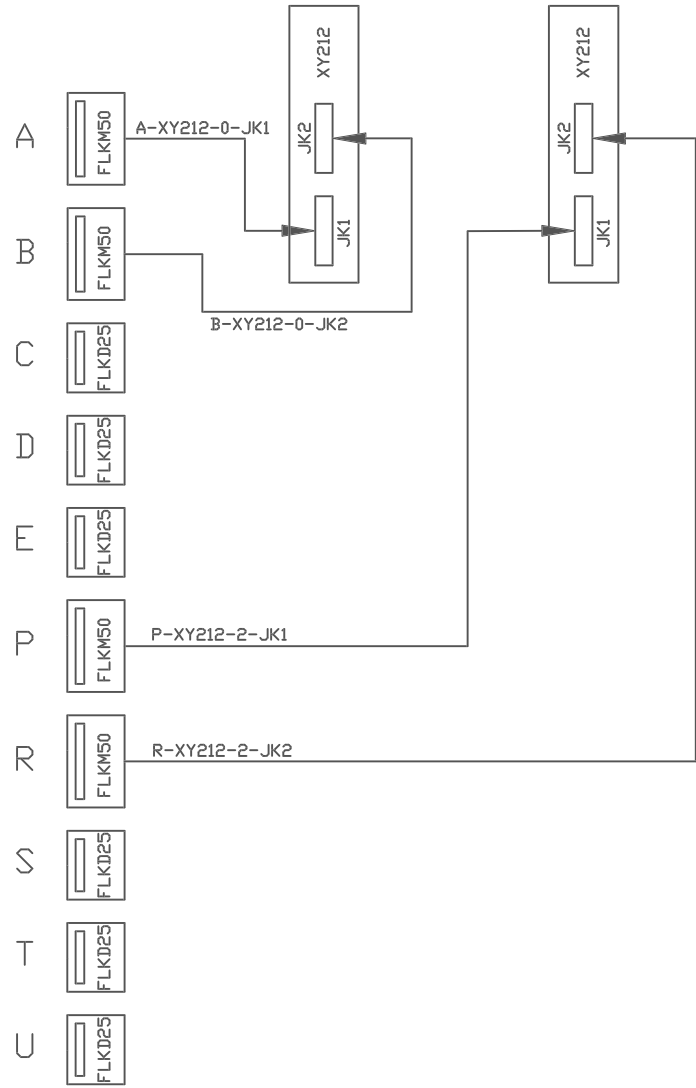 XY212
XY212
A
FLKM50
A-XY212-0-JK1
JK2
JK2
JK1
JK1
B
FLKM50
B-XY212-0-JK2
C
FLKD25
D
FLKD25
E
FLKD25
P
FLKM50
P-XY212-2-JK1
R
FLKM50
R-XY212-2-JK2
S
FLKD25
T
FLKD25
U
FLKD25